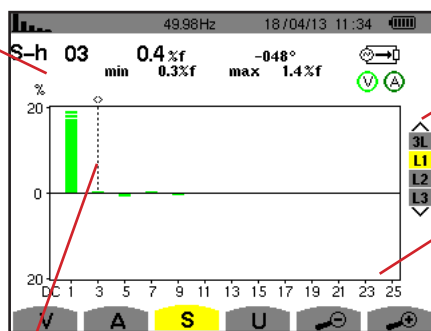 49.98Hz 18/04/13 11:34
S-h 03 0.4 %f -048°
min 0.3%f max 1.4%f
V A
%
20
3L
L1
0
L2
L3
20
DC 1 3 5 7 9 11 13 15 17 19 21 23 25
V A S U